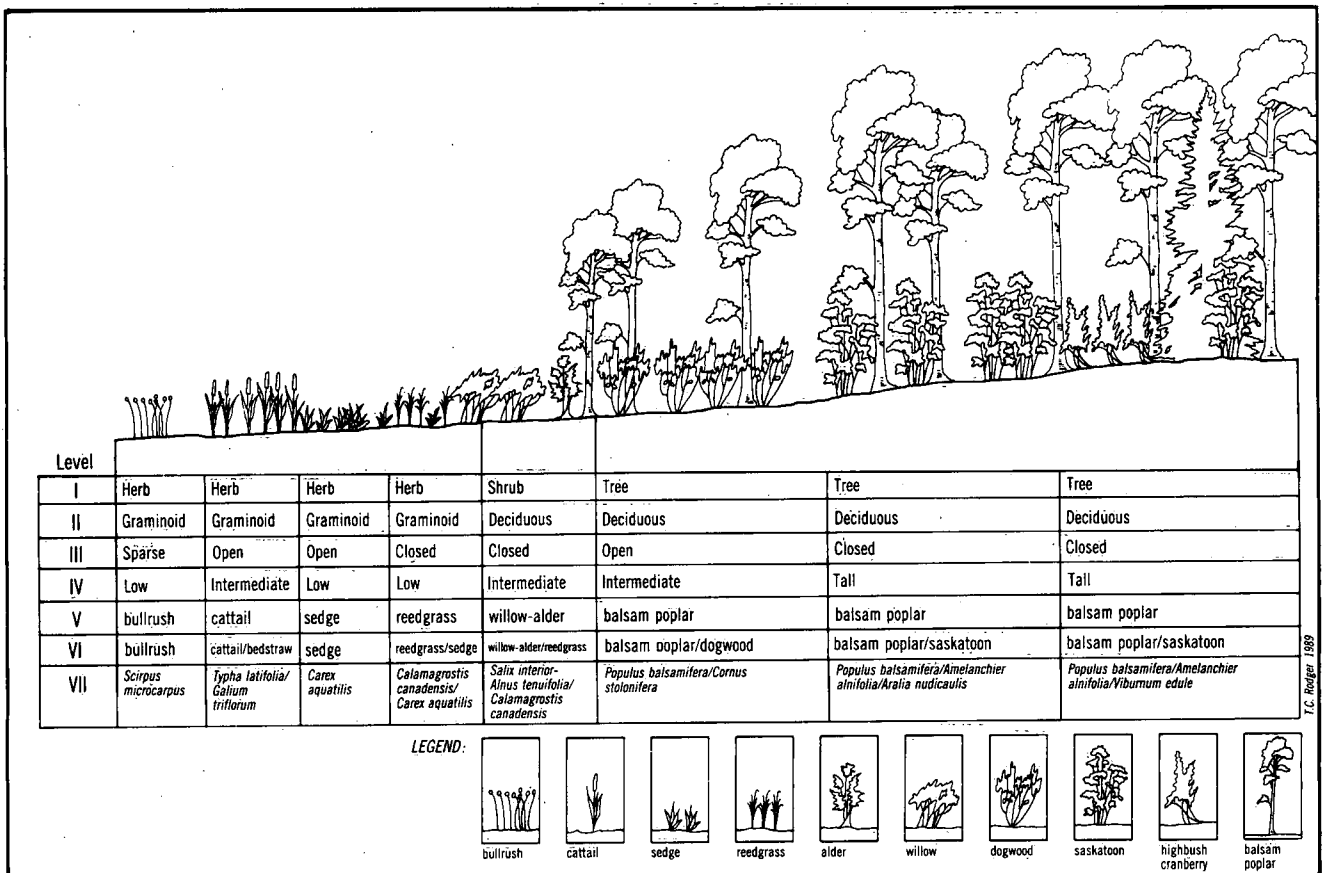 Level
I Herb Herb Herb Herb Shrub Tree Tree Tree
II Graminoid Graminoid Graminoid Graminoid Deciduous Deciduous Deciduous Deciduous
III Sparse Open Open Closed Closed Open Closed Closed
IV Low Intermediate Low Low Intermediate Intermediate Tall Tall
V bullrush cattail sedge reedgrass willow-alder balsam poplar balsam poplar balsam poplar
VI bullrush cattail/bedstraw sedge reedgrass/sedge willow-alder/reedgrass balsam poplar/dogwood balsam poplar/saskatoon balsam poplar/saskatoon
VII Scirpus Typha latifolia/ Carex Calamagrostis Salix interior- Populus balsamifera/Cornus Populus balsamifera/Amelanchier Populus balsamifera/Amelanchier
microcarpus Galium aquatilis canadensis/ Alnus tenuifolia/ stolonifera alnifolia/Aralia nudicaulis alnifolia/Viburnum edule
triflorum Carex aquatilis Calamagrostis
canadensis
T.C. Rodger 1989
LEGEND:
bullrush cattail sedge reedgrass alder willow dogwood saskatoon highbush balsam
cranberry poplar